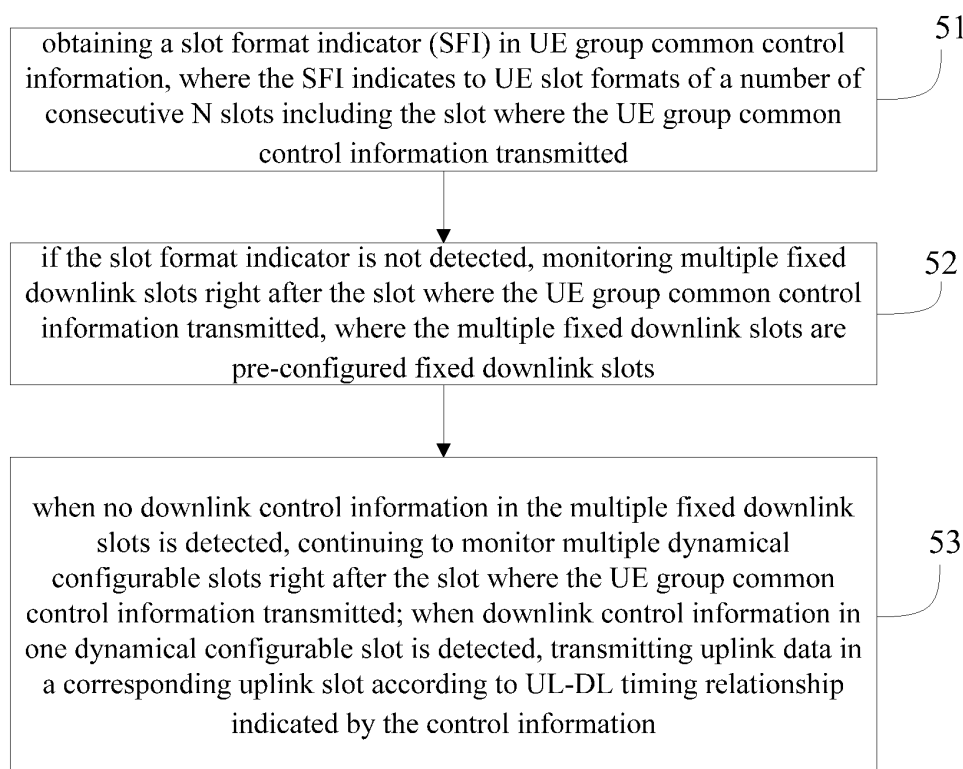 51
obtaining a slot format indicator (SFI) in UE group common control
information, where the SFI indicates to UE slot formats of a number of
consecutive N slots including the slot where the UE group common
control information transmitted
52
if the slot format indicator is not detected, monitoring multiple fixed
downlink slots right after the slot where the UE group common control
information transmitted, where the multiple fixed downlink slots are
pre-configured fixed downlink slots
53
when no downlink control information in the multiple fixed downlink
slots is detected, continuing to monitor multiple dynamical
configurable slots right after the slot where the UE group common
control information transmitted; when downlink control information in
one dynamical configurable slot is detected, transmitting uplink data in
a corresponding uplink slot according to UL-DL timing relationship
indicated by the control information